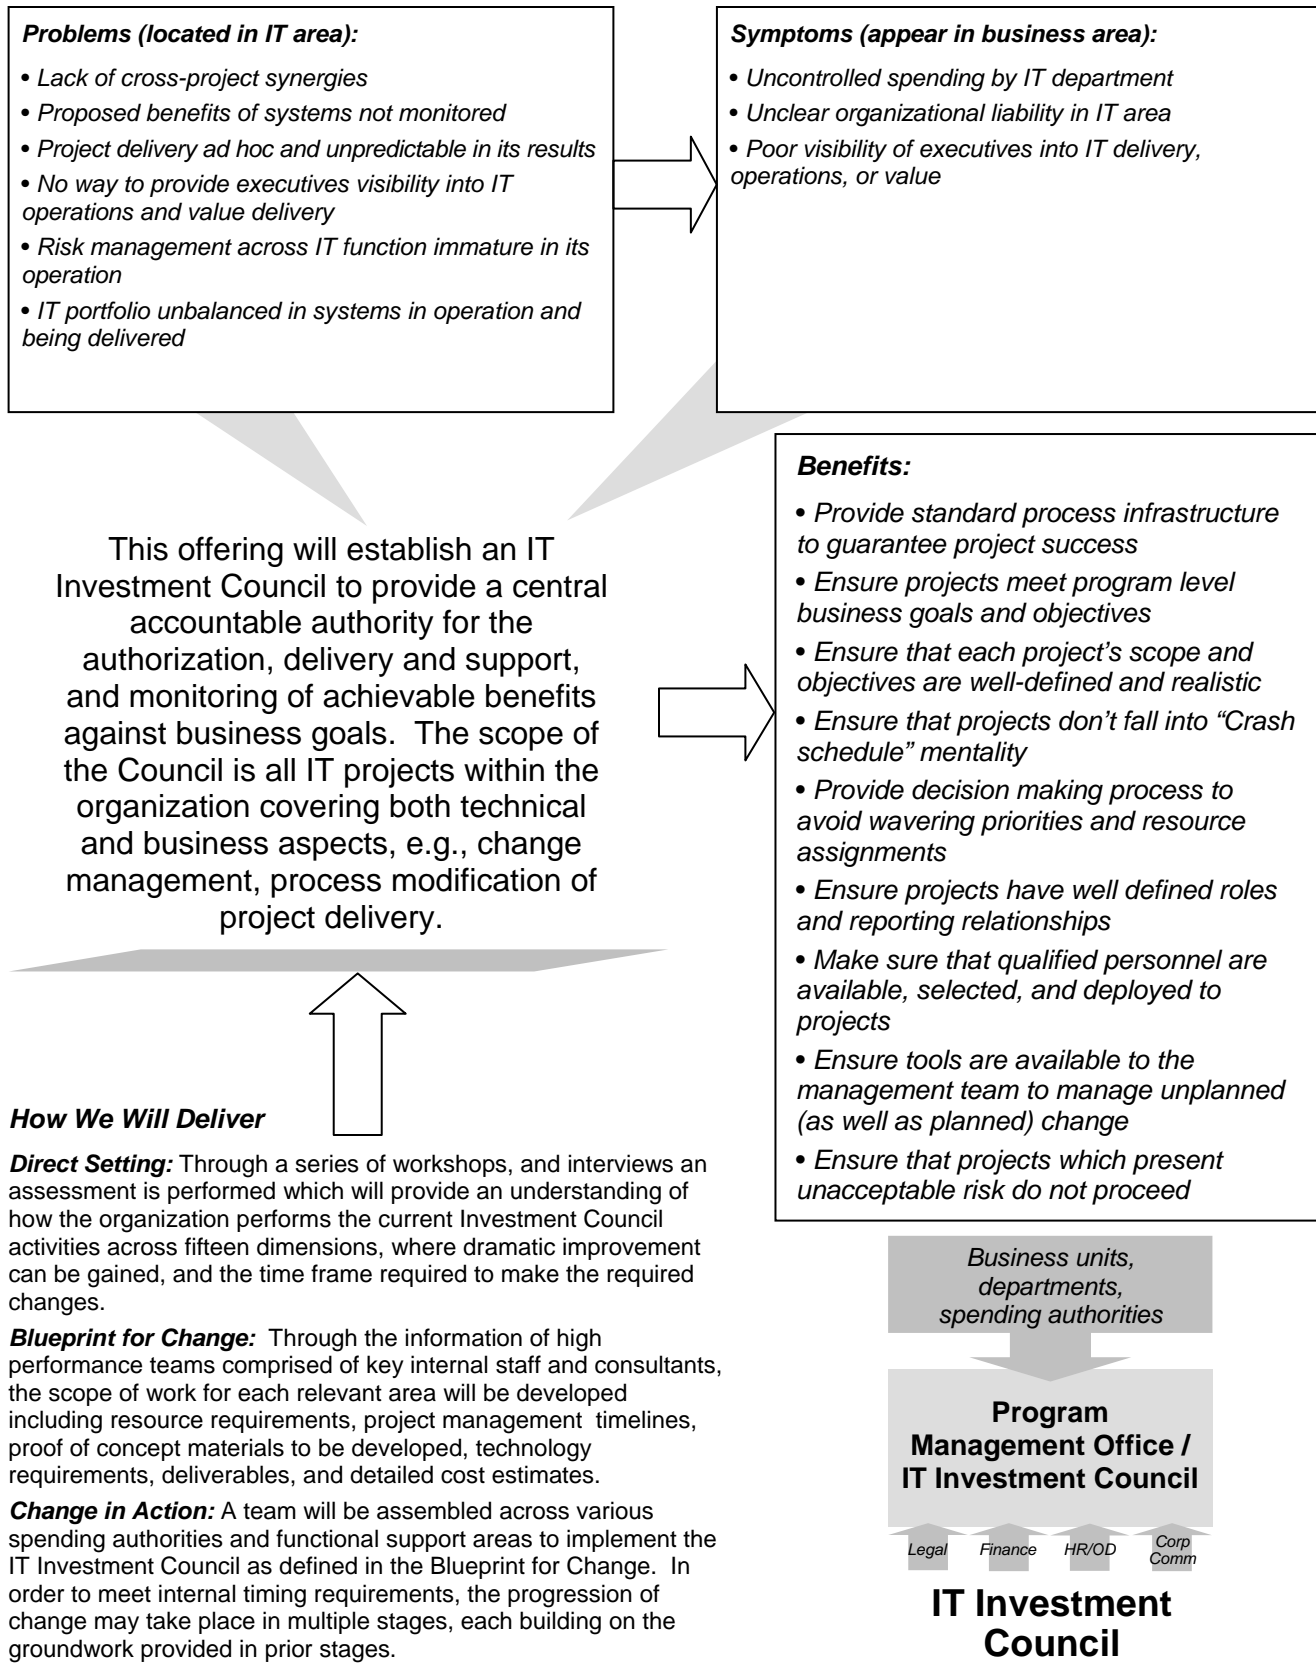 Problems (located in IT area):
• Lack of cross-project synergies
• Proposed benefits of systems not monitored
• Project delivery ad hoc and unpredictable in its results
• No way to provide executives visibility into IT
operations and value delivery
• Risk management across IT function immature in its
operation
• IT portfolio unbalanced in systems in operation and
being delivered
Symptoms (appear in business area):
• Uncontrolled spending by IT department
• Unclear organizational liability in IT area
• Poor visibility of executives into IT delivery,
operations, or value
This offering will establish an IT
Investment Council to provide a central
accountable authority for the
authorization, delivery and support,
and monitoring of achievable benefits
against business goals.  The scope of
the Council is all IT projects within the
organization covering both technical
and business aspects, e.g., change
management, process modification of
project delivery.
Benefits:
• Provide standard process infrastructure
to guarantee project success
• Ensure projects meet program level
business goals and objectives
• Ensure that each project’s scope and
objectives are well-defined and realistic
• Ensure that projects don’t fall into “Crash
schedule” mentality
• Provide decision making process to
avoid wavering priorities and resource
assignments
• Ensure projects have well defined roles
and reporting relationships
• Make sure that qualified personnel are
available, selected, and deployed to
projects
• Ensure tools are available to the
management team to manage unplanned
(as well as planned) change
• Ensure that projects which present
unacceptable risk do not proceed
How We Will Deliver
Direct Setting: Through a series of workshops, and interviews an
assessment is performed which will provide an understanding of
how the organization performs the current Investment Council
activities across fifteen dimensions, where dramatic improvement
can be gained, and the time frame required to make the required
changes.
Blueprint for Change:  Through the information of high
performance teams comprised of key internal staff and consultants,
the scope of work for each relevant area will be developed
including resource requirements, project management  timelines,
proof of concept materials to be developed, technology
requirements, deliverables, and detailed cost estimates.
Change in Action: A team will be assembled across various
spending authorities and functional support areas to implement the
IT Investment Council as defined in the Blueprint for Change.  In
order to meet internal timing requirements, the progression of
change may take place in multiple stages, each building on the
groundwork provided in prior stages.
Business units,
departments,
spending authorities
Program
Management Office /
IT Investment Council
Legal
Finance
HR/OD
Corp
Comm
IT Investment
Council